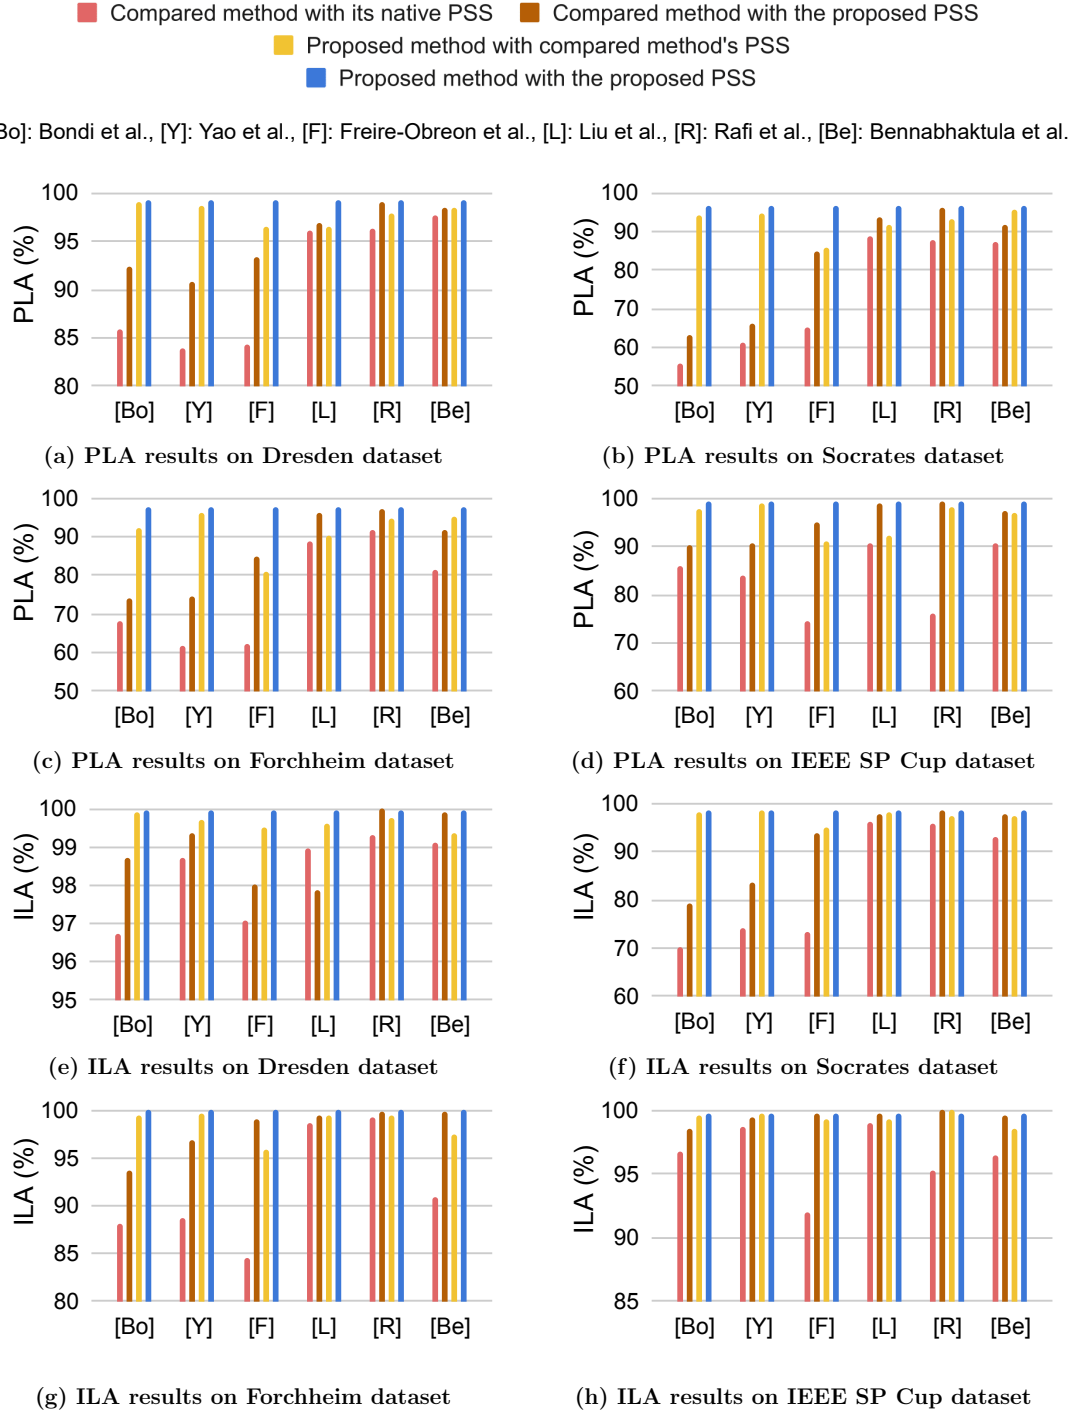 Compared method with its native PSS Compared method with the proposed PSS
Proposed method with compared method's PSS
Proposed method with the proposed PSS
Bo]: Bondi et al., [Y]: Yao et al., [F]: Freire-Obreon et al., [L]: Liu et al., [R]: Rafi et al., [Be]: Bennabhaktula et al.
PLA (%)
100
95
90
85
80
[Bo] [Y] [F] [L] [R] [Be]
(a) PLA results on Dresden dataset
PLA (%)
100
90
80
70
60
50
[Bo] [Y] [F] [L] [R] [Be]
(b) PLA results on Socrates dataset
PLA (%)
100
90
80
70
60
50
[Bo] [Y] [F] [L] [R] [Be]
(c) PLA results on Forchheim dataset
PLA (%)
100
90
80
70
60
[Bo] [Y] [F] [L] [R] [Be]
(d) PLA results on IEEE SP Cup dataset
ILA (%)
100
99
98
97
96
95
[Bo] [Y] [F] [L] [R] [Be]
(e) ILA results on Dresden dataset
ILA (%)
100
90
80
70
60
[Bo] [Y] [F] [L] [R] [Be]
(f) ILA results on Socrates dataset
ILA (%)
100
95
90
85
80
[Bo] [Y] [F] [L] [R] [Be]
(g) ILA results on Forchheim dataset
ILA (%)
100
95
90
85
[Bo] [Y] [F] [L] [R] [Be]
(h) ILA results on IEEE SP Cup dataset